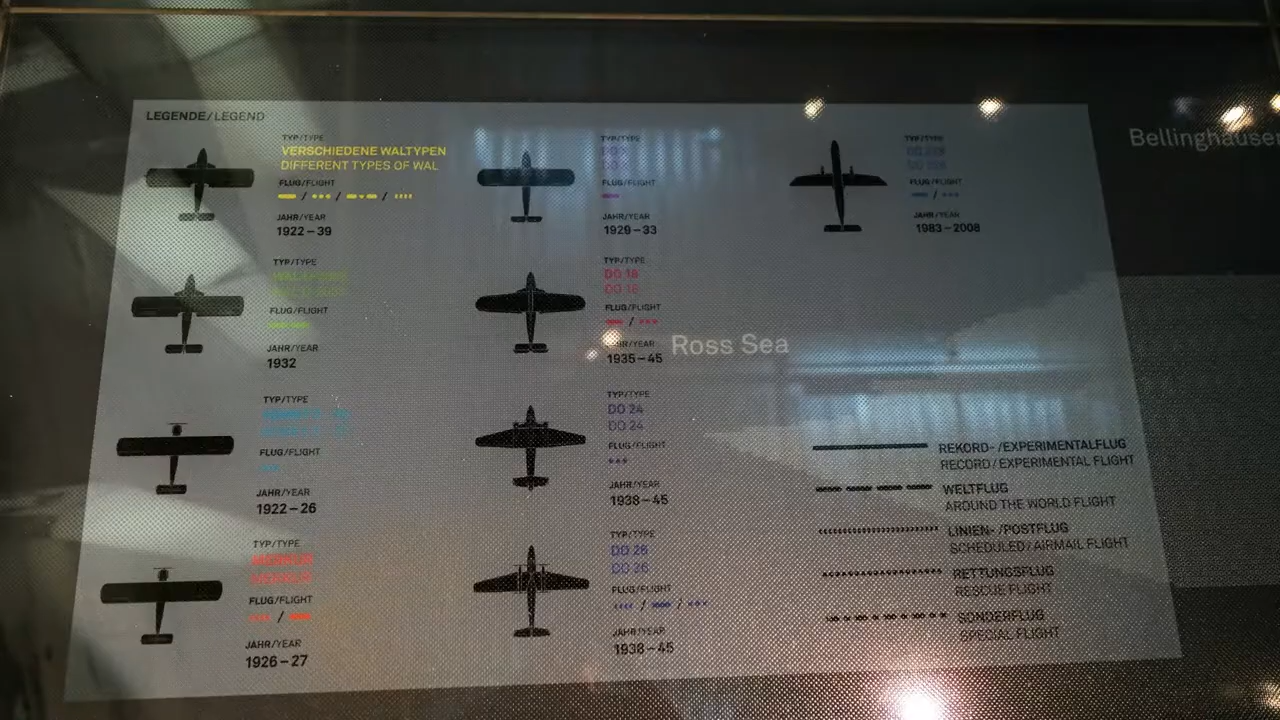 LEGENDE/LEGEND
TYP/TYPE
VERSCHIEDENE WALTYPEN
DIFFERENT TYPES OF WAL
FLUG/FLIGHT
/ / /
JAHR/YEAR
1922–39
TYP/TYPE
FLUG/FLIGHT
JAHR/YEAR
1932
TYP/TYPE
FLUG/FLIGHT
JAHR/YEAR
1922–26
TYP/TYPE
FLUG/FLIGHT
/
JAHR/YEAR
1926–27
TYP/TYPE
FLUG/FLIGHT
JAHR/YEAR
1929–33
TYP/TYPE
DO 18
DO 18
FLUG/FLIGHT
/
JAHR/YEAR
1935–45
TYP/TYPE
DO 24
DO 24
FLUG/FLIGHT
JAHR/YEAR
1938–45
TYP/TYPE
DO 26
DO 26
FLUG/FLIGHT
/ /
JAHR/YEAR
1938–45
TYP/TYPE
FLUG/FLIGHT
/
JAHR/YEAR
1983–2008
REKORD- /EXPERIMENTALFLUG
RECORD/EXPERIMENTAL FLIGHT
WELTFLUG
AROUND THE WORLD FLIGHT
LINIEN- /POSTFLUG
SCHEDULED/AIRMAIL FLIGHT
RETTUNGSFLUG
RESCUE FLIGHT
SONDERFLUG
FLIGHT
Ross Sea
Bellinghausen